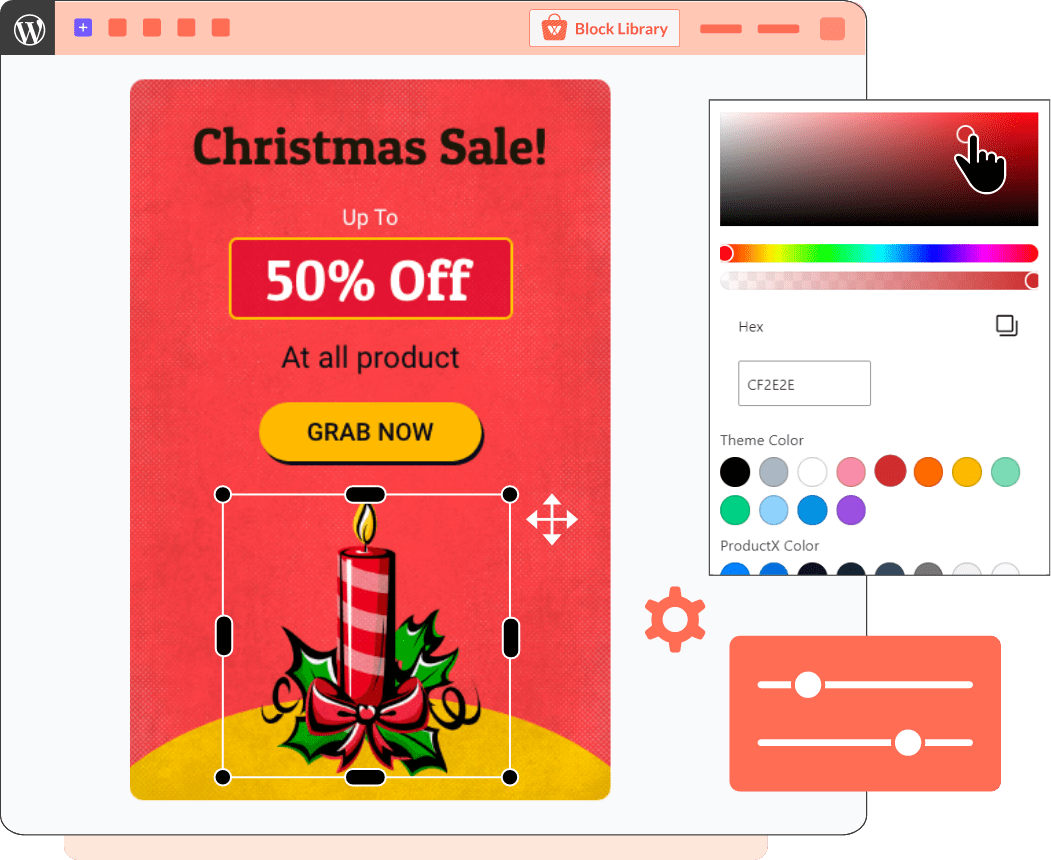 Block Library
Christmas Sale!
Up To
50% Off
At all product
GRAB NOW
Hex
CF2E2E
Theme Color
ProductX Color